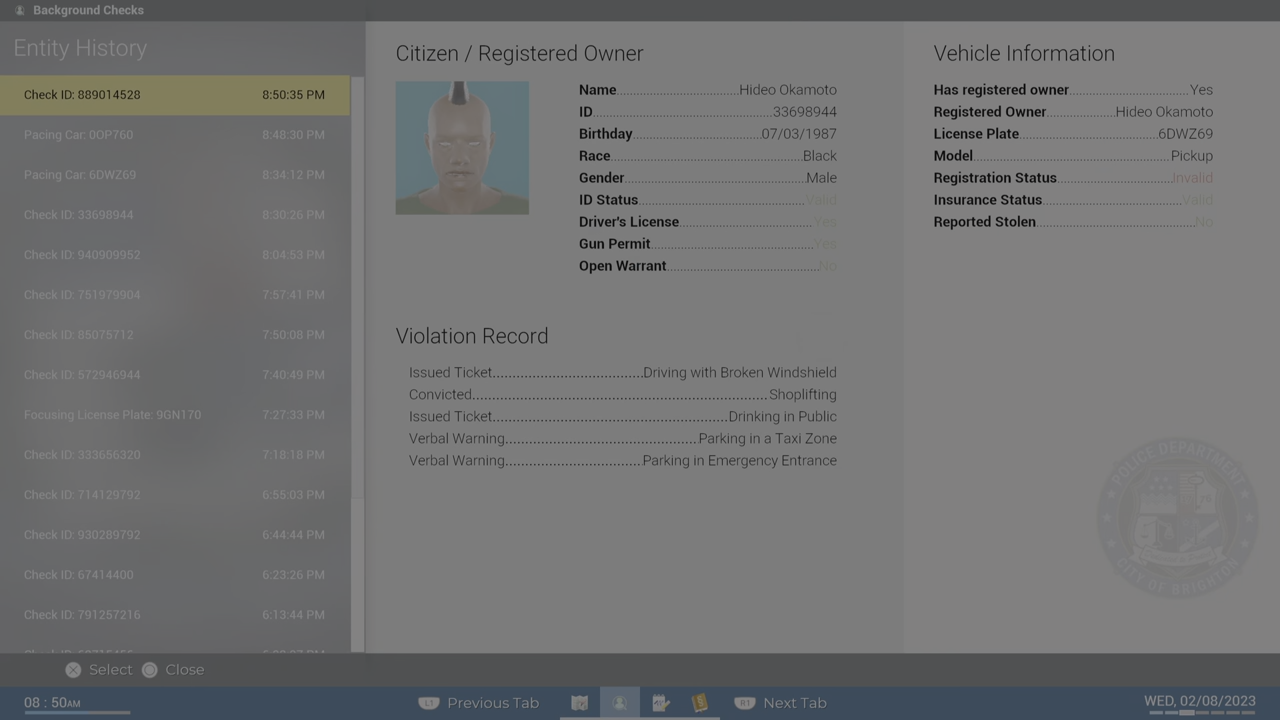 Background Checks
Entity History
Check ID: 889014528 8:50:35 PM
Pacing Car: 0OP760 8:48:30 PM
Pacing Car: 6DWZ69 8:34:12 PM
Check ID: 33698944 8:30:26 PM
Check ID: 940909952 8:04:53 PM
Check ID: 751979904 7:57:41 PM
Check ID: 85075712 7:50:08 PM
Check ID: 572946944 7:40:49 PM
Focusing License Plate: 9GN170 7:27:33 PM
Check ID: 333656320 7:18:18 PM
Check ID: 714129792 6:55:03 PM
Check ID: 930289792 6:44:44 PM
Check ID: 67414400 6:23:26 PM
Check ID: 791257216 6:13:44 PM
Citizen / Registered Owner
Name Hideo Okamoto
ID 33698944
Birthday 07/03/1987
Race Black
Gender Male
ID Status Valid
Driver's License Yes
Gun Permit Yes
Open Warrant No
Violation Record
Issued Ticket Driving with Broken Windshield
Convicted Shoplifting
Issued Ticket Drinking in Public
Verbal Warning Parking in a Taxi Zone
Verbal Warning Parking in Emergency Entrance
Vehicle Information
Has registered owner Yes
Registered Owner Hideo Okamoto
License Plate 6DWZ69
Model Pickup
Registration Status Invalid
Insurance Status Valid
Reported Stolen No
POLICE DEPARTMENT
CITY OF BRIGHTON
Select Close
08 : 50AM
L1 Previous Tab
R1 Next Tab
WED, 02/08/2023